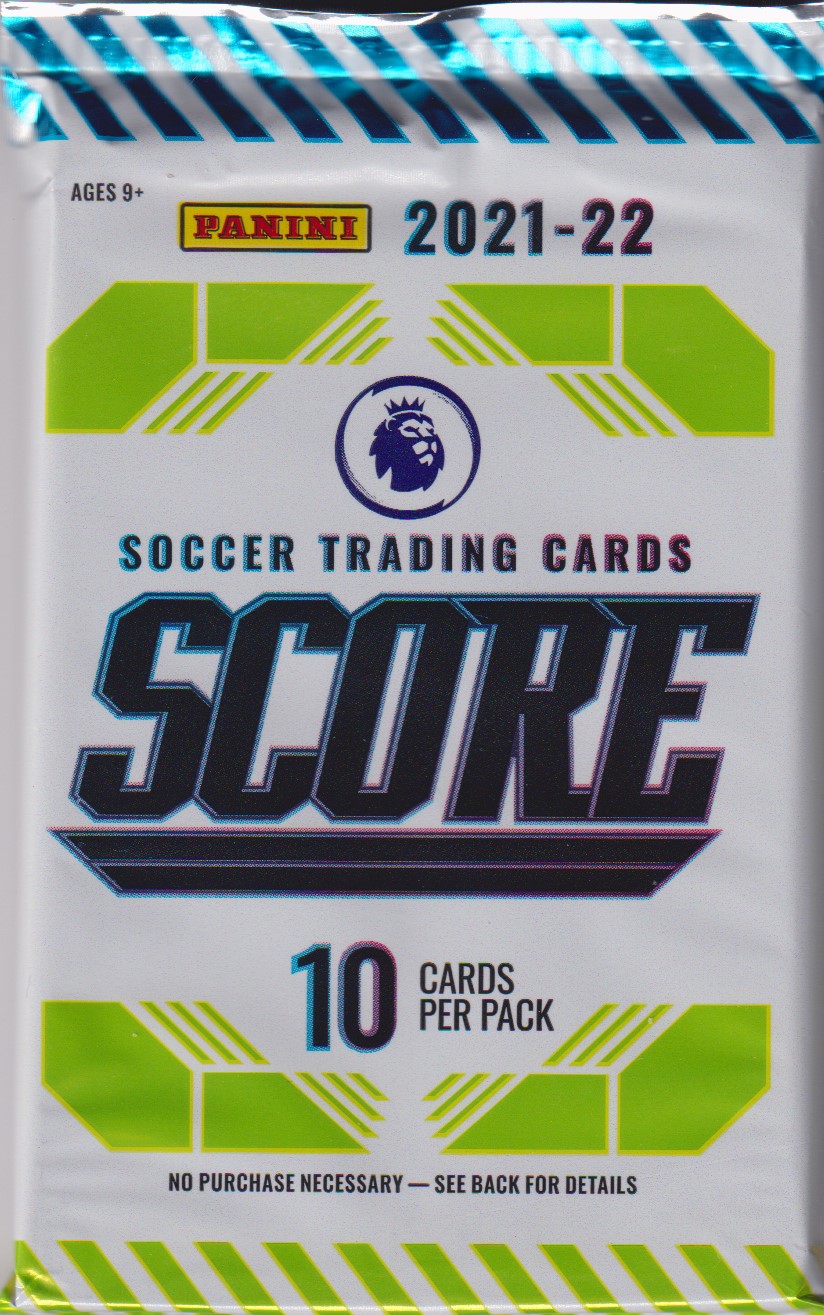 AGES 9+
PANINI 2021-22
SOCCER TRADING CARDS
SCORE
10 CARDS
PER PACK
NO PURCHASE NECESSARY — SEE BACK FOR DETAILS